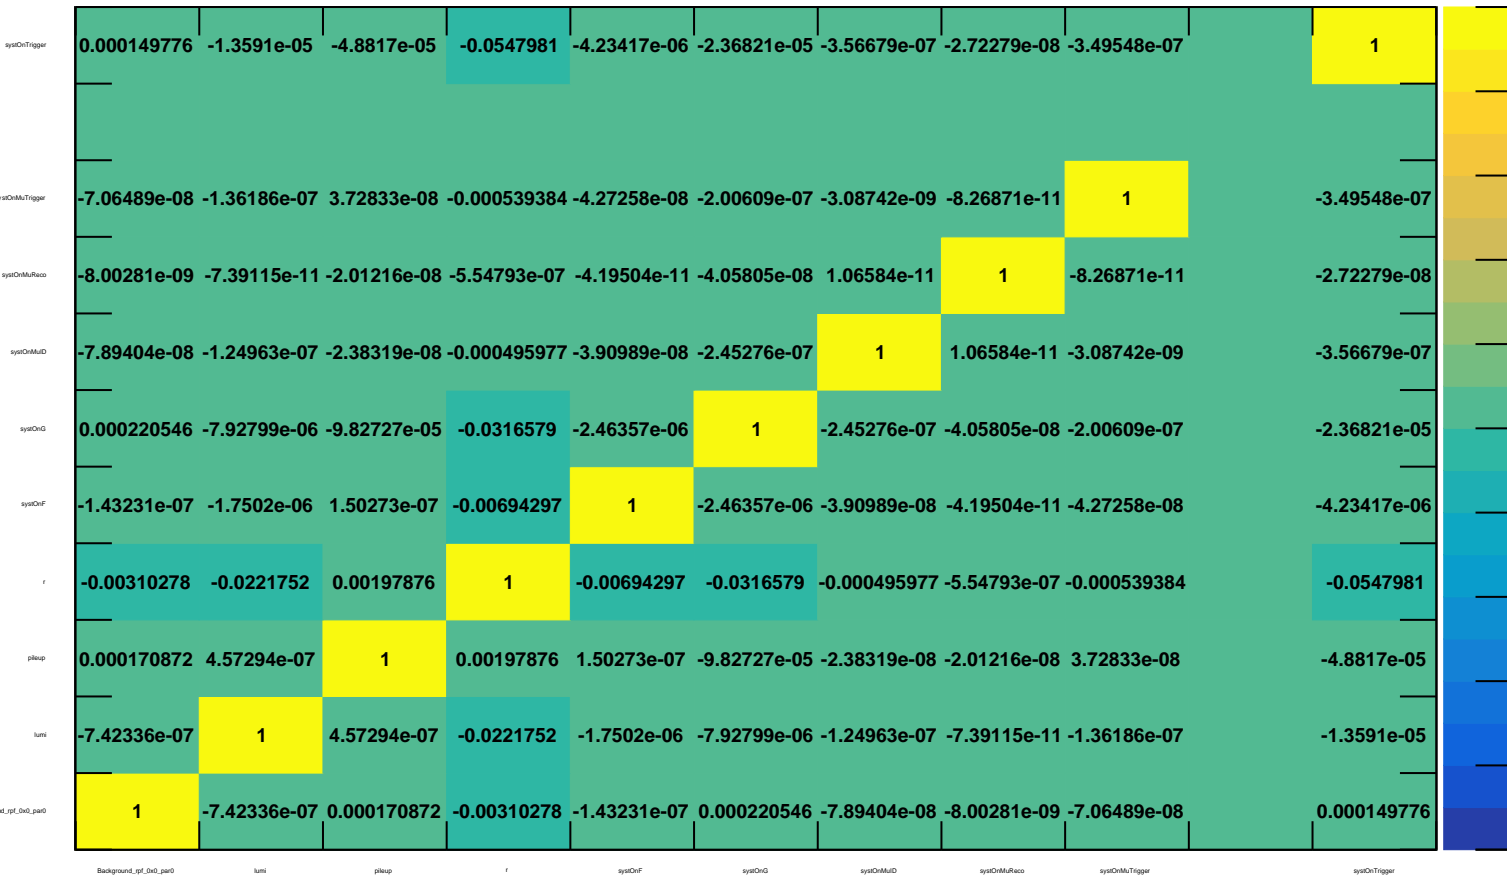 systOnTrigger 0.000149776 -1.3591e-05 -4.8817e-05 -0.0547981 -4.23417e-06 -2.36821e-05 -3.56679e-07 -2.72279e-08 -3.49548e-07 1
ystOnMuTrigger -7.06489e-08 -1.36186e-07 3.72833e-08 -0.000539384 -4.27258e-08 -2.00609e-07 -3.08742e-09 -8.26871e-11 1 -3.49548e-07
systOnMuReco -8.00281e-09 -7.39115e-11 -2.01216e-08 -5.54793e-07 -4.19504e-11 -4.05805e-08 1.06584e-11 1 -8.26871e-11 -2.72279e-08
systOnMuID -7.89404e-08 -1.24963e-07 -2.38319e-08 -0.000495977 -3.90989e-08 -2.45276e-07 1 1.06584e-11 -3.08742e-09 -3.56679e-07
systOnG 0.000220546 -7.92799e-06 -9.82727e-05 -0.0316579 -2.46357e-06 1 -2.45276e-07 -4.05805e-08 -2.00609e-07 -2.36821e-05
systOnF -1.43231e-07 -1.7502e-06 1.50273e-07 -0.00694297 1 -2.46357e-06 -3.90989e-08 -4.19504e-11 -4.27258e-08 -4.23417e-06
r -0.00310278 -0.0221752 0.00197876 1 -0.00694297 -0.0316579 -0.000495977 -5.54793e-07 -0.000539384 -0.0547981
pileup 0.000170872 4.57294e-07 1 0.00197876 1.50273e-07 -9.82727e-05 -2.38319e-08 -2.01216e-08 3.72833e-08 -4.8817e-05
lumi -7.42336e-07 1 4.57294e-07 -0.0221752 -1.7502e-06 -7.92799e-06 -1.24963e-07 -7.39115e-11 -1.36186e-07 -1.3591e-05
d_rpf_0x0_par0 1 -7.42336e-07 0.000170872 -0.00310278 -1.43231e-07 0.000220546 -7.89404e-08 -8.00281e-09 -7.06489e-08 0.000149776
Background_rpf_0x0_par0 lumi pileup r systOnF systOnG systOnMuID systOnMuReco systOnMuTrigger systOnTrigger